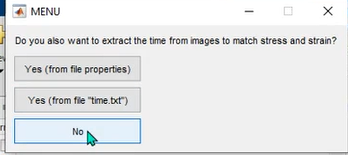 MENU
Do you also want to extract the time from images to match stress and strain?
Yes (from file properties)
Yes (from file "time.txt")
No